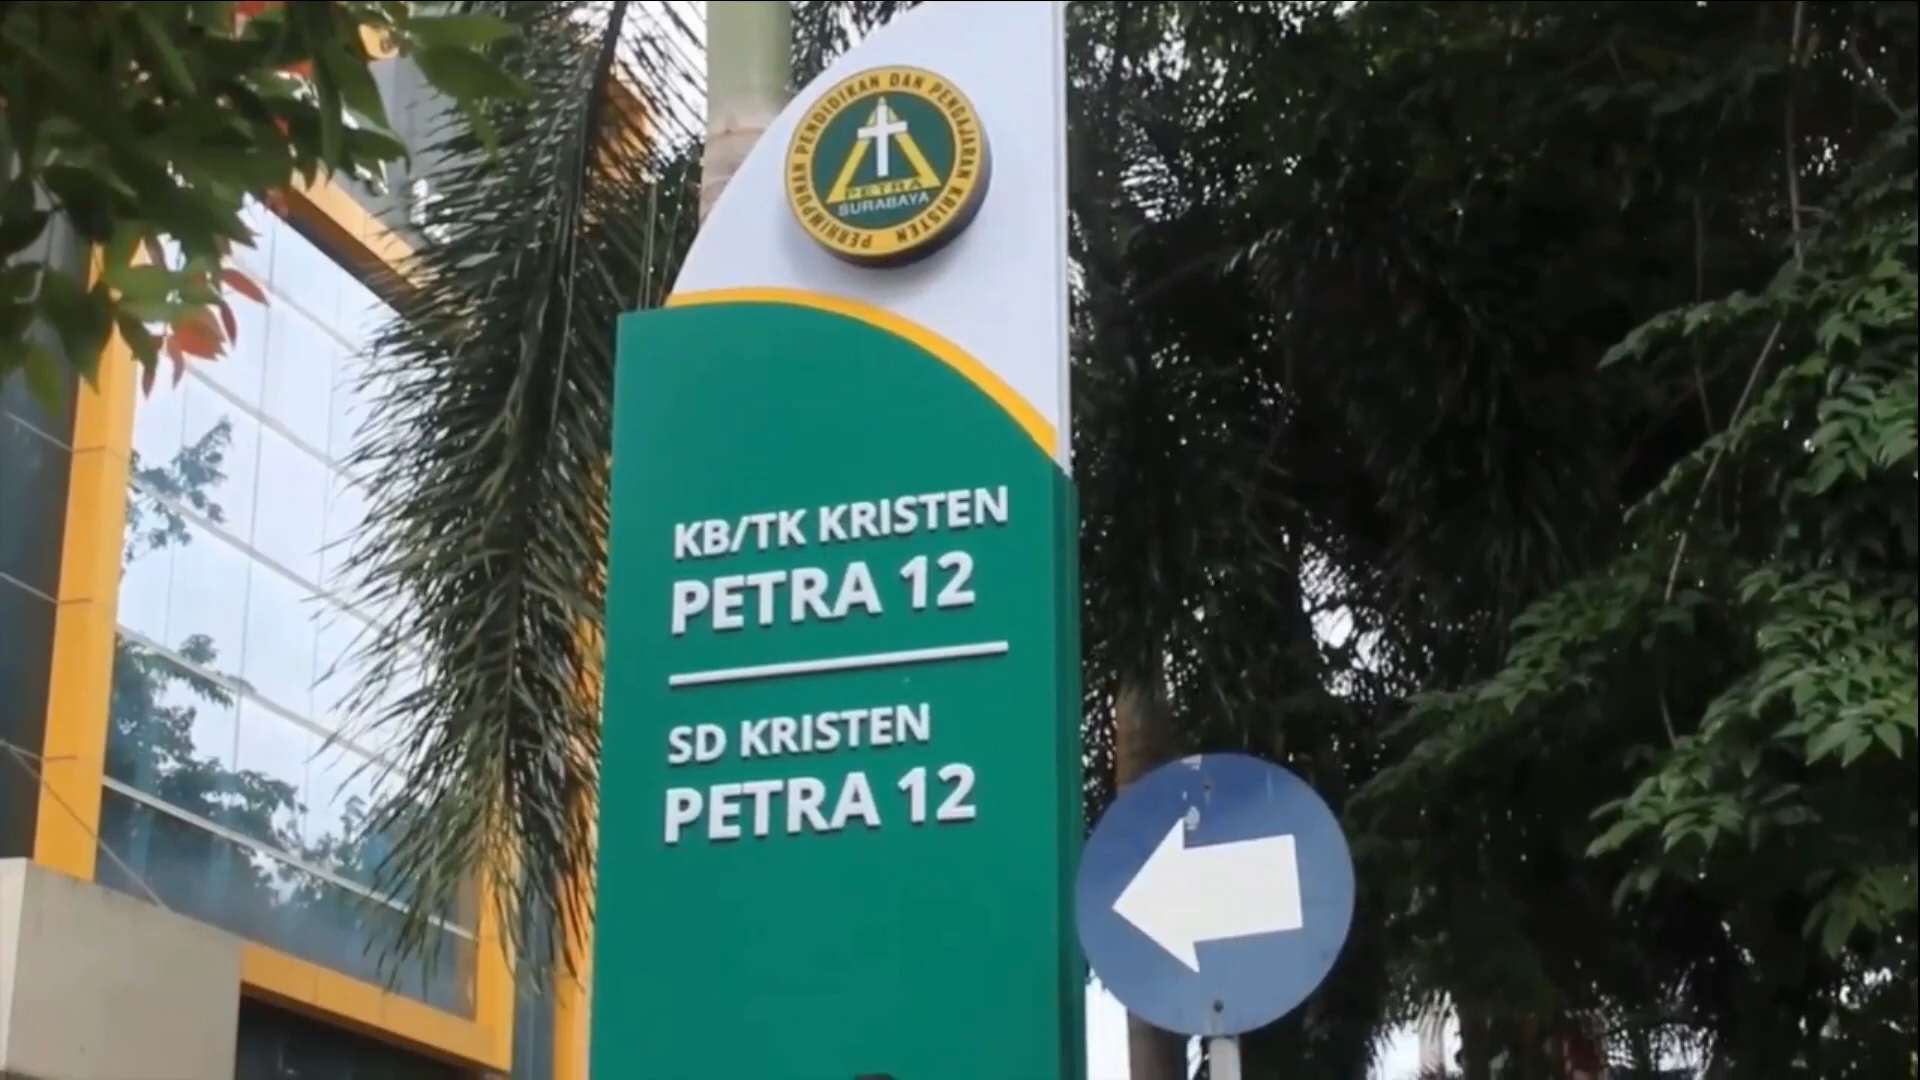 PERHIMPUNAN PENDIDIKAN DAN PENGAJARAN KRISTEN
PETRA
SURABAYA
KB/TK KRISTEN
PETRA 12
SD KRISTEN
PETRA 12